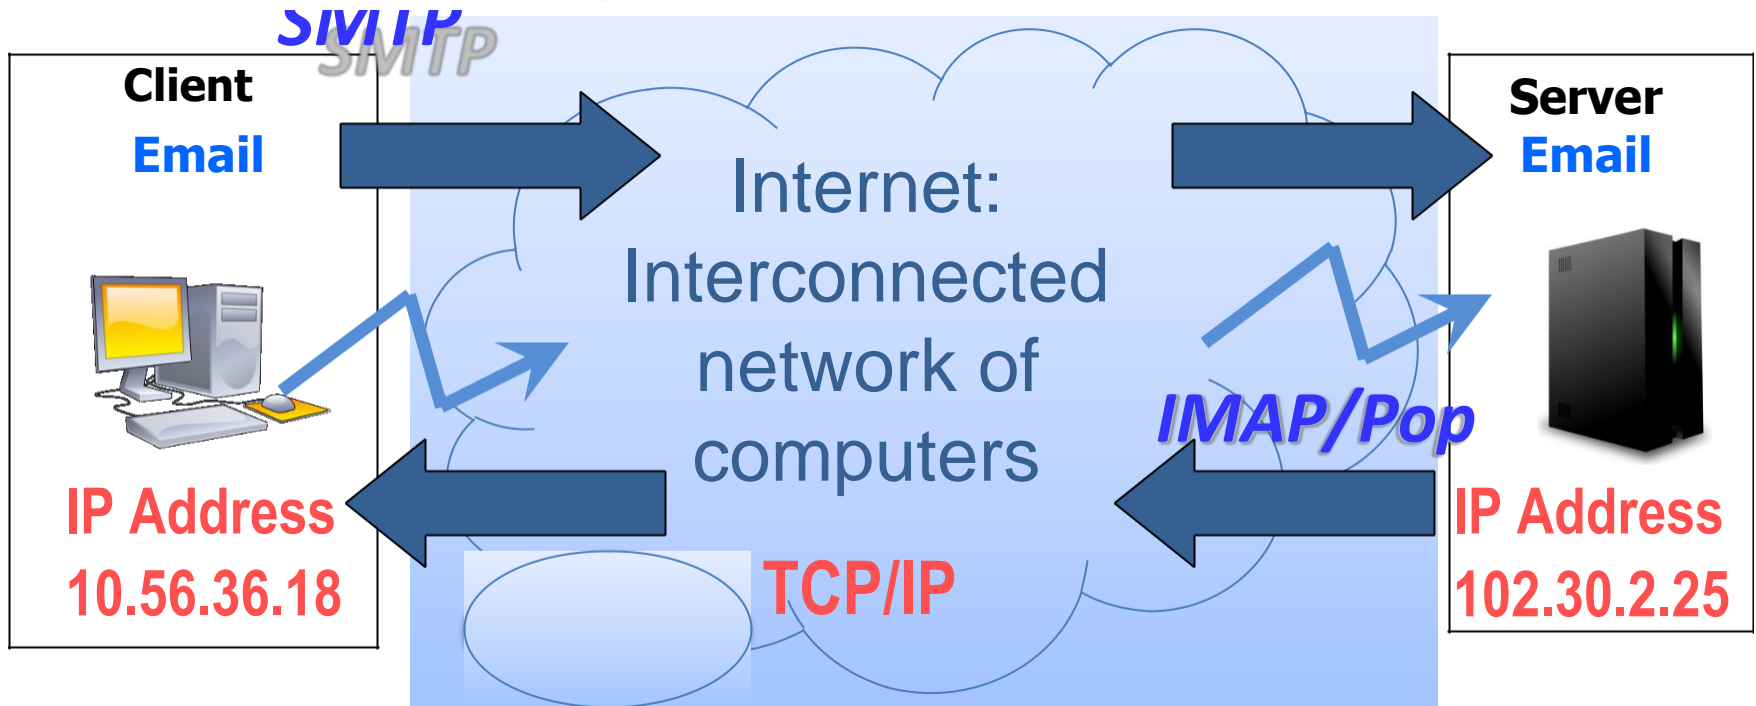 SMTP
Client
Email
IP Address
10.56.36.18
Internet:
Interconnected
network of
computers
TCP/IP
IMAP/Pop
Server
Email
IP Address
102.30.2.25